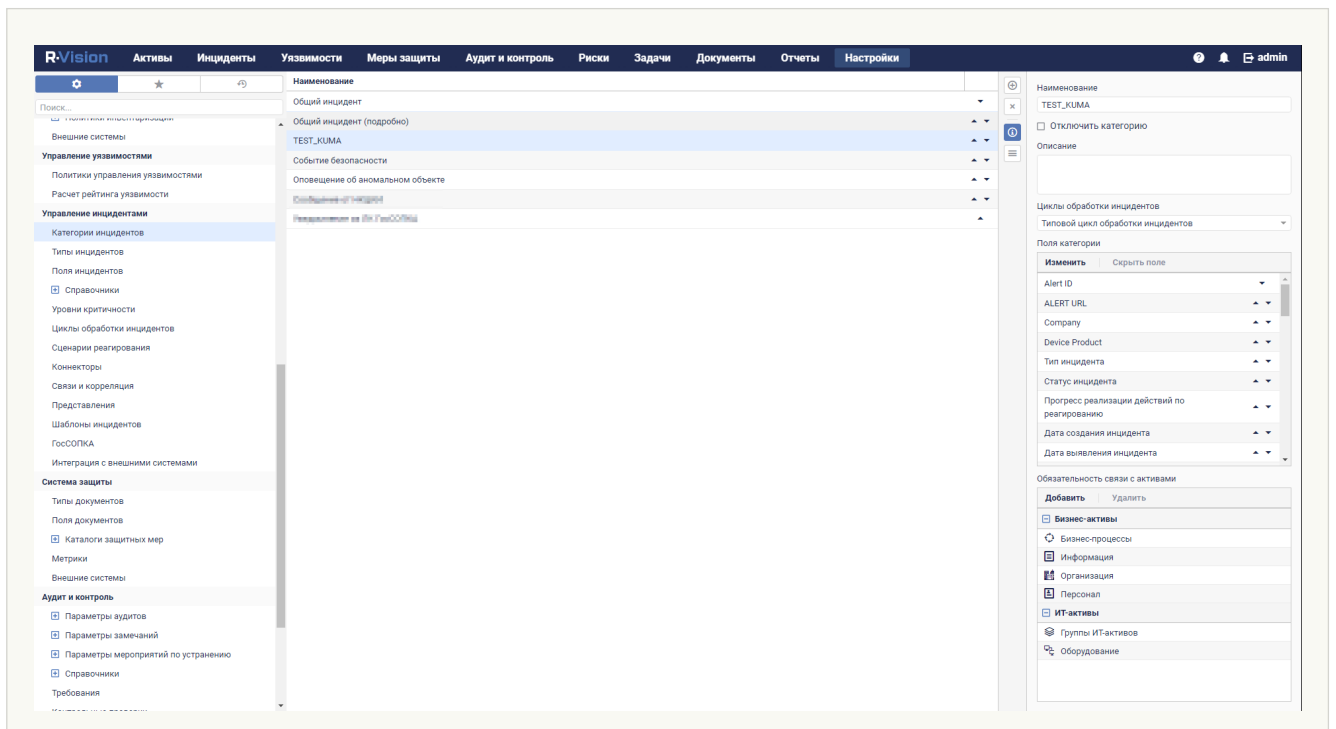 R·Vision Активы Инциденты Уязвимости Меры защиты Аудит и контроль Риски Задачи Документы Отчеты Настройки admin
Поиск...
Внешние системы
Управление уязвимостями
Политики управления уязвимостями
Расчет рейтинга уязвимости
Управление инцидентами
Категории инцидентов
Типы инцидентов
Поля инцидентов
Справочники
Уровни критичности
Циклы обработки инцидентов
Сценарии реагирования
Коннекторы
Связи и корреляция
Представления
Шаблоны инцидентов
ГосСОПКА
Интеграция с внешними системами
Система защиты
Типы документов
Поля документов
Каталоги защитных мер
Метрики
Внешние системы
Аудит и контроль
Параметры аудитов
Параметры замечаний
Параметры мероприятий по устранению
Справочники
Требования
Наименование
Общий инцидент
Общий инцидент (подробно)
TEST_KUMA
Событие безопасности
Оповещение об аномальном объекте
Наименование
TEST_KUMA
Отключить категорию
Описание
Циклы обработки инцидентов
Типовой цикл обработки инцидентов
Поля категории
Изменить Скрыть поле
Alert ID
ALERT URL
Company
Device Product
Тип инцидента
Статус инцидента
Прогресс реализации действий по
реагированию
Дата создания инцидента
Дата выявления инцидента
Обязательность связи с активами
Добавить Удалить
Бизнес-активы
Бизнес-процессы
Информация
Организация
Персонал
ИТ-активы
Группы ИТ-активов
Оборудование